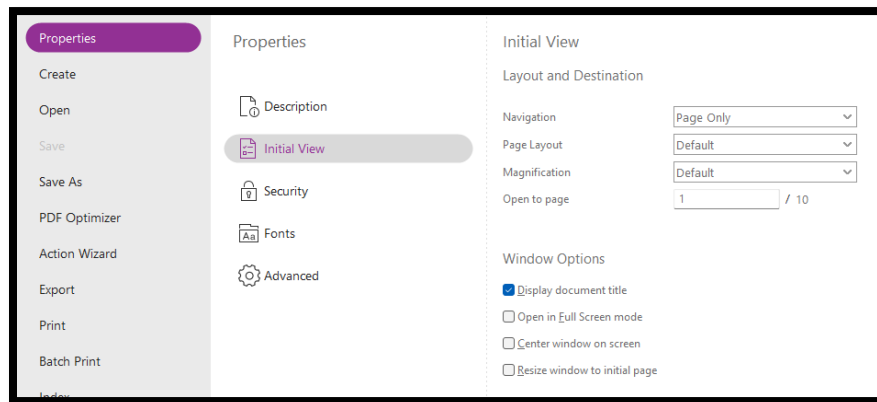 Properties
Create
Open
Save
Save As
PDF Optimizer
Action Wizard
Export
Print
Batch Print
Index
Properties
Description
Initial View
Security
Aa Fonts
Advanced
Initial View
Layout and Destination
Navigation Page Only
Page Layout Default
Magnification Default
Open to page 1 / 10
Window Options
Display document title
Open in Full Screen mode
Center window on screen
Resize window to initial page